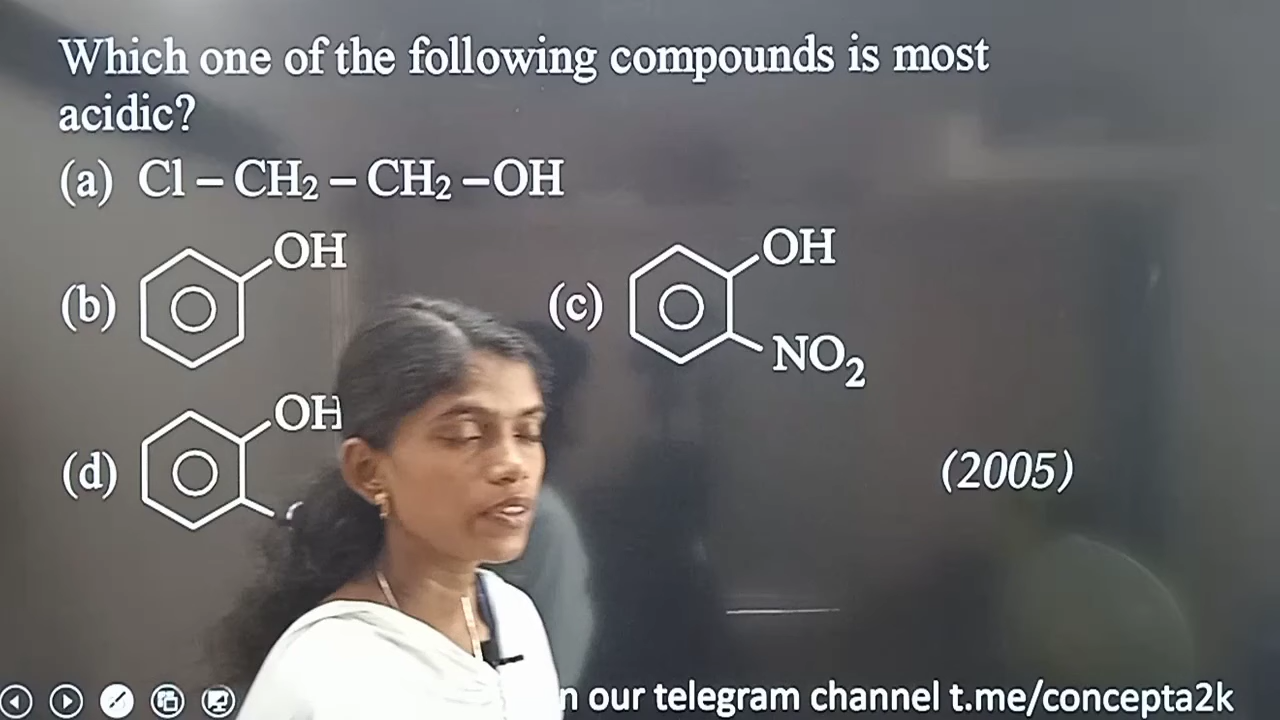 Which one of the following compounds is most
acidic?
(a) Cl – CH₂ – CH₂ –OH
(b) OH
(c) OH
NO₂
(d) OH
(2005)
our telegram channel t.me/concepta2k